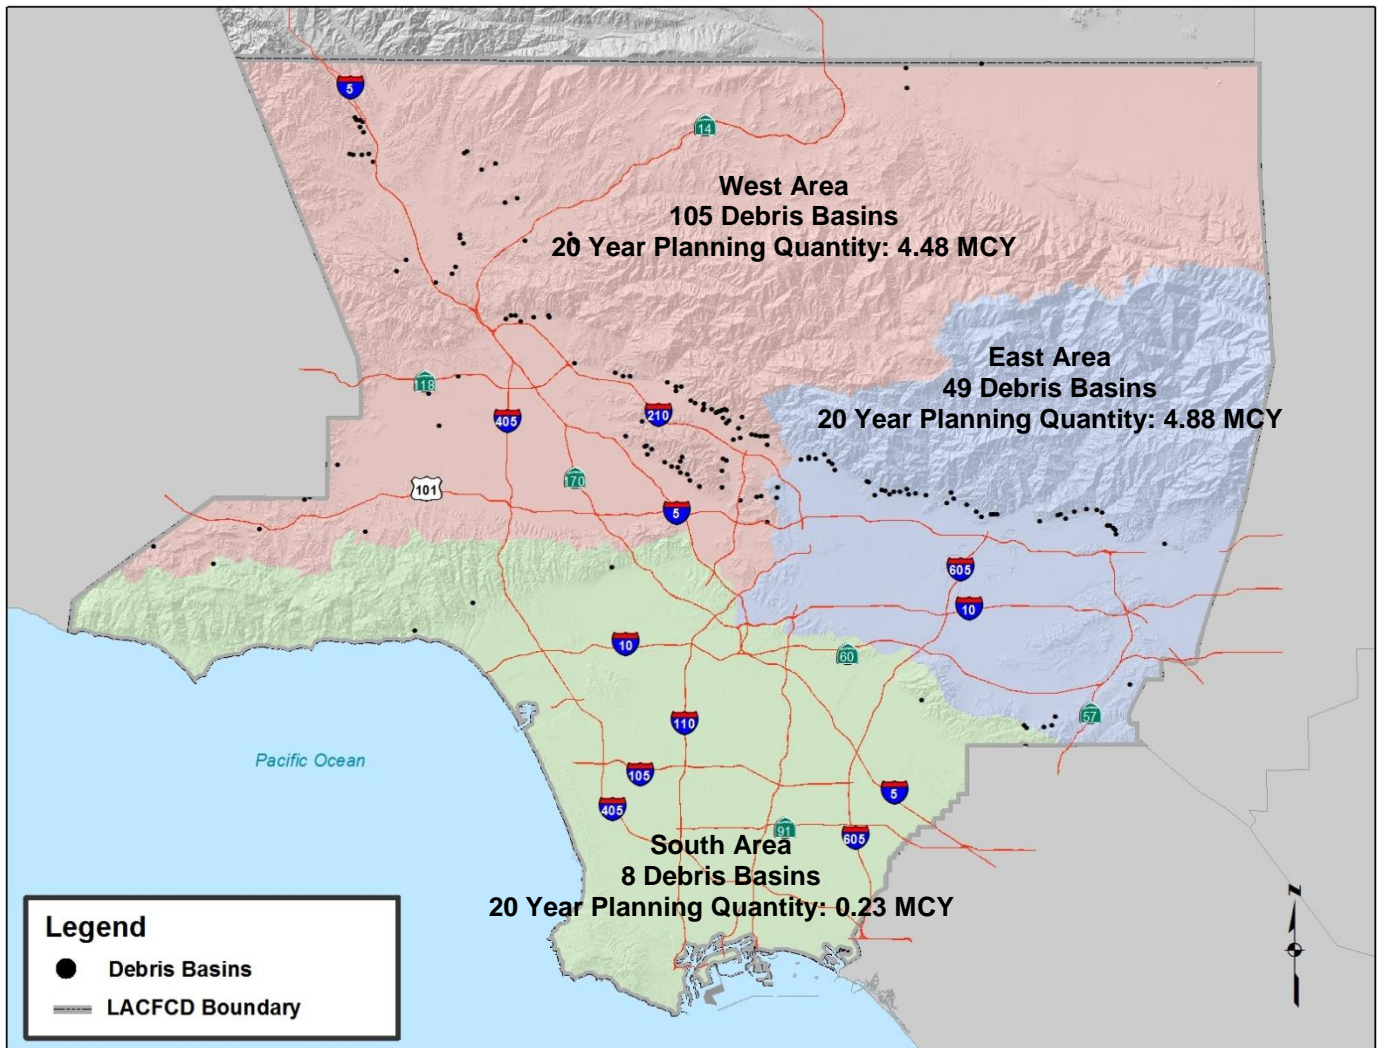 5
14
West Area
105 Debris Basins
20 Year Planning Quantity: 4.48 MCY
East Area
49 Debris Basins
20 Year Planning Quantity: 4.88 MCY
118
405
210
170
101
5
605
10
10
60
110
57
Pacific Ocean
105
405
5
91
605
South Area
8 Debris Basins
20 Year Planning Quantity: 0.23 MCY
Legend
Debris Basins
LACFCD Boundary
N